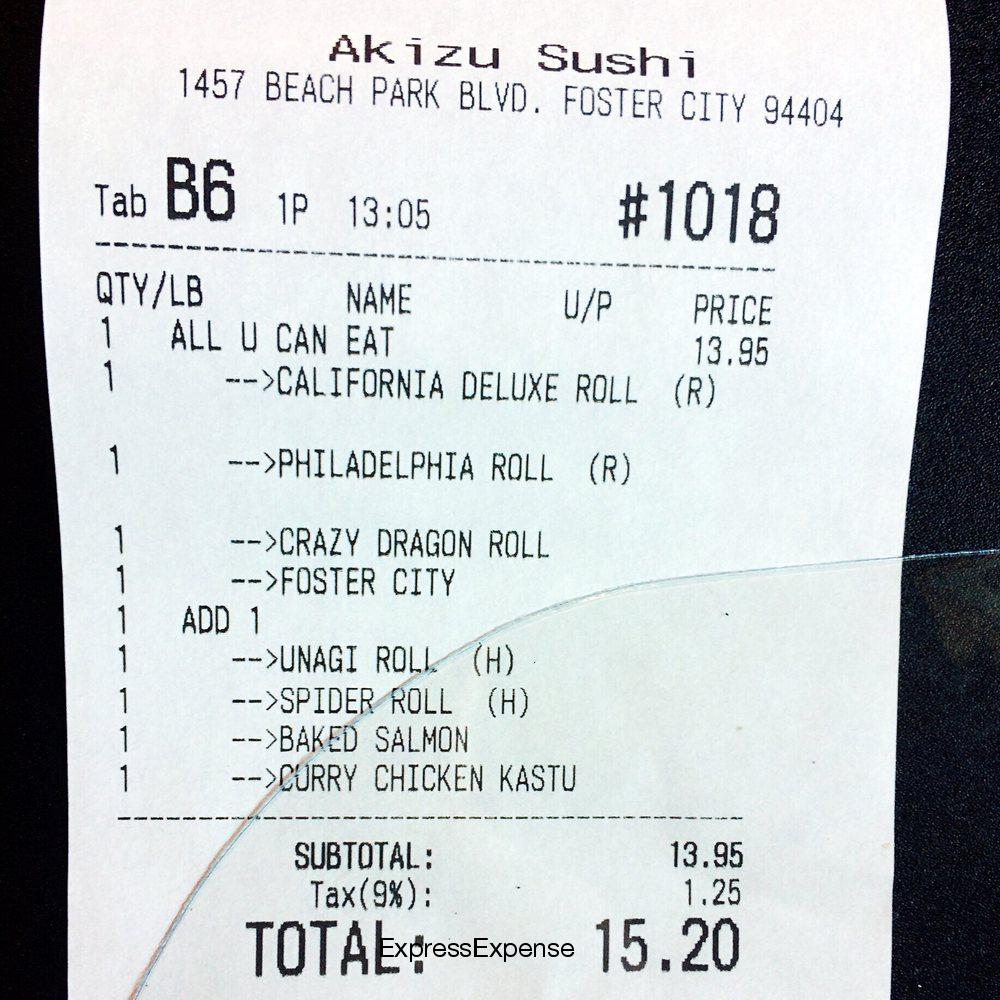 Akizu Sushi
1457 BEACH PARK BLVD. FOSTER CITY 94404
Tab B6 1P 13:05 #1018
QTY/LB NAME U/P PRICE
1 ALL U CAN EAT 13.95
1 -->CALIFORNIA DELUXE ROLL (R)
1 -->PHILADELPHIA ROLL (R)
1 -->CRAZY DRAGON ROLL
1 -->FOSTER CITY
1 ADD 1
1 -->UNAGI ROLL (H)
1 -->SPIDER ROLL (H)
1 -->BAKED SALMON
1 -->CURRY CHICKEN KASTU
SUBTOTAL: 13.95
Tax(9%): 1.25
TOTAL: 15.20
ExpressExpense